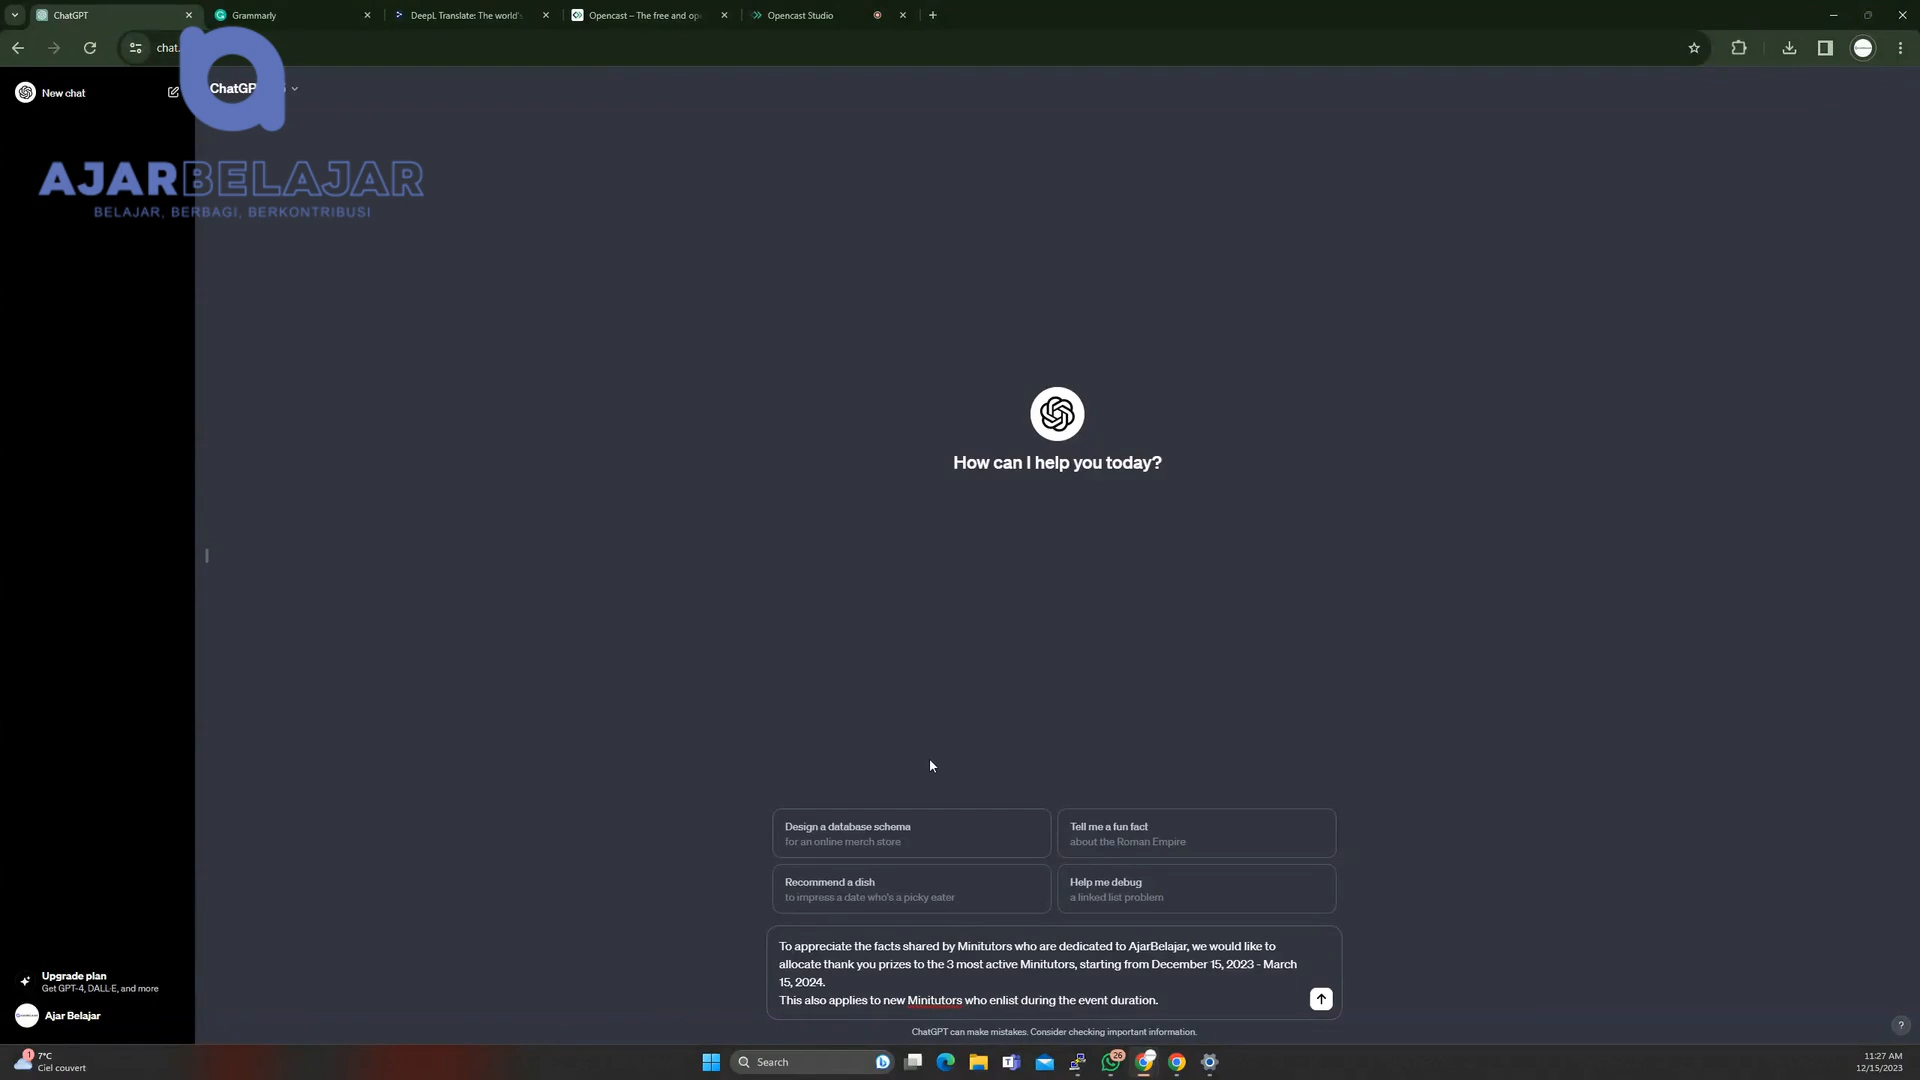 ChatGPT
Grammarly
DeepL Translate: The world's
Opencast – The free and op
Opencast Studio
chat.
New chat
ChatGP
AJARBELAJAR
BELAJAR, BERBAGI, BERKONTRIBUSI
How can I help you today?
Design a database schema
for an online merch store
Tell me a fun fact
about the Roman Empire
Recommend a dish
to impress a date who's a picky eater
Help me debug
a linked list problem
To appreciate the facts shared by Minitutors who are dedicated to AjarBelajar, we would like to
allocate thank you prizes to the 3 most active Minitutors, starting from December 15, 2023 - March
15, 2024.
This also applies to new Minitutors who enlist during the event duration.
ChatGPT can make mistakes. Consider checking important information.
?
Upgrade plan
Get GPT-4, DALL·E, and more
Ajar Belajar
1
7°C
Ciel couvert
Search
26
11:27 AM
12/15/2023